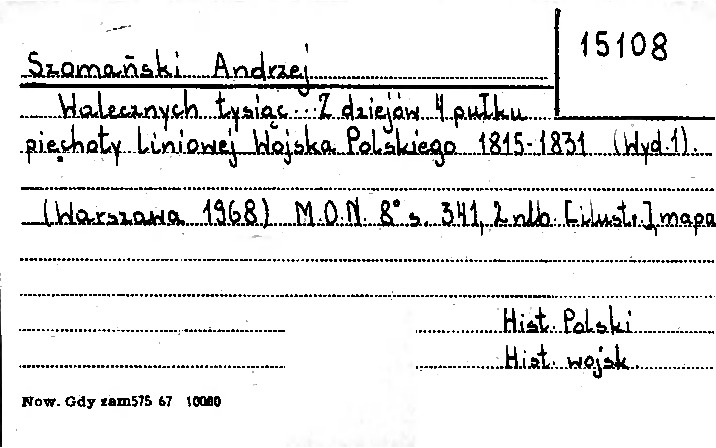 15108
Szamański Andrzej
Walecznych tysiąc... Z dziejów 4 pułku
piechoty Liniowej Wojska Polskiego 1815-1831 (Wyd.1).
(Warszawa 1968) M.O.N. 8° s. 341, 2 nlb. [ilustr.], mapa
Hist. Polski
Hist. wojsk.
Now. Gdy zam575 67 10000